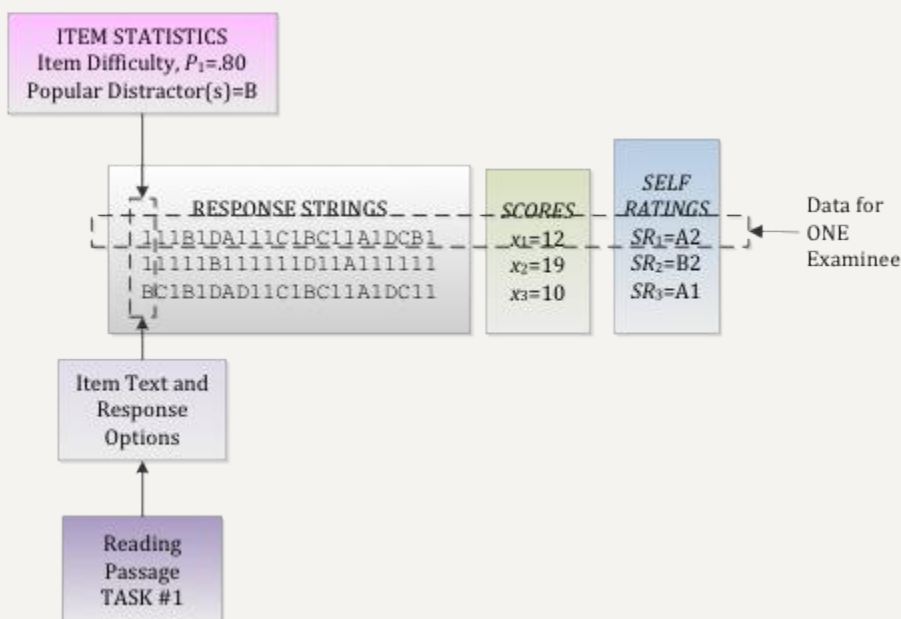 ITEM STATISTICS
Item Difficulty, P₁=.80
Popular Distractor(s)=B
RESPONSE STRINGS
111B1DA111C1BC11A1DCB1
11111B111111D11A111111
BC1B1DAD11C1BC11A1DC11
SCORES
x₁=12
x₂=19
x₃=10
SELF
RATINGS
SR₁=A2
SR₂=B2
SR₃=A1
Data for
ONE
Examinee
Item Text and
Response
Options
Reading
Passage
TASK #1